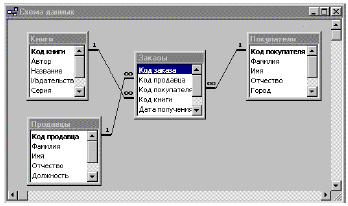 Схема данных
Книги
Код книги
Автор
Название
Издательство
Серия
Заказы
Код заказа
Код продавца
Код покупателя
Код книги
Дата получения
Покупатели
Код покупателя
Фамилия
Имя
Отчество
Город
Продавцы
Код продавца
Фамилия
Имя
Отчество
Должность
1
1
1
∞
∞
∞